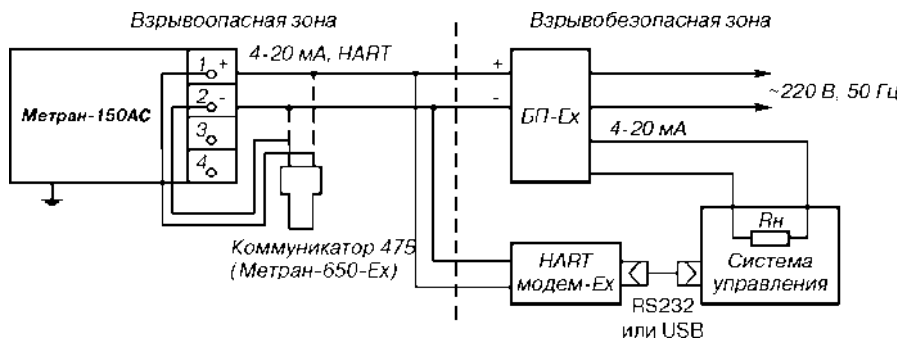 Взрывоопасная зона
Взрывобезопасная зона
Метран-150АС
1 +
2 -
3
4
4-20 мА, HART
+
-
БП-Ex
~220 В, 50 Гц
4-20 мА
Rн
Система
управления
Коммуникатор 475
(Метран-650-Ex)
HART
модем-Ex
RS232
или USB